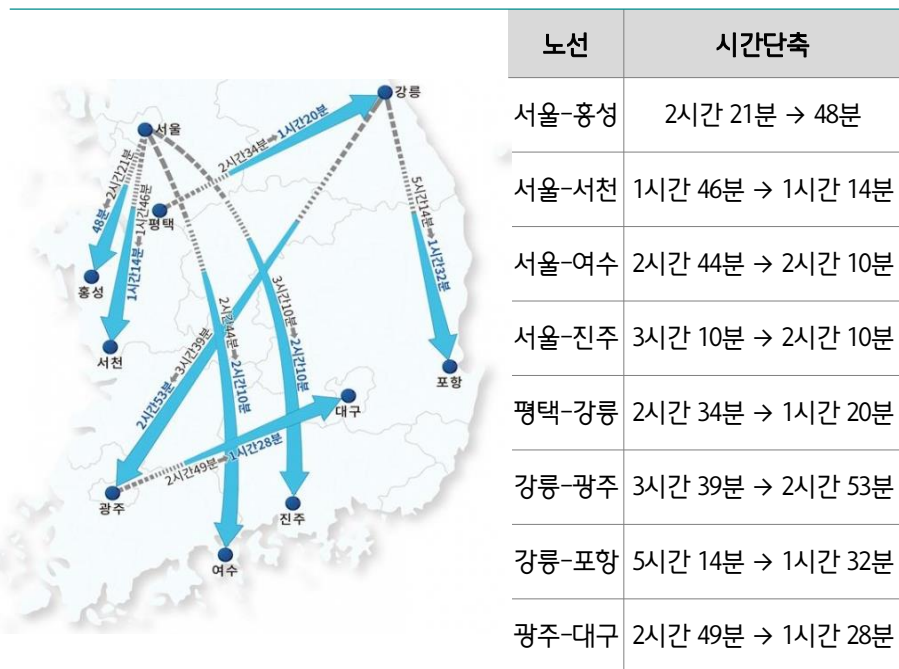 강릉
서울
2시간34분➡1시간20분
2시간21분➡48분
1시간46분➡1시간14분
평택
5시간14분➡1시간32분
홍성
3시간10분➡2시간10분
2시간44분➡2시간10분
서천
3시간39분➡2시간53분
포항
대구
2시간49분➡1시간28분
광주
진주
여수
노선 시간단축
서울-홍성 2시간 21분 → 48분
서울-서천 1시간 46분 → 1시간 14분
서울-여수 2시간 44분 → 2시간 10분
서울-진주 3시간 10분 → 2시간 10분
평택-강릉 2시간 34분 → 1시간 20분
강릉-광주 3시간 39분 → 2시간 53분
강릉-포항 5시간 14분 → 1시간 32분
광주-대구 2시간 49분 → 1시간 28분